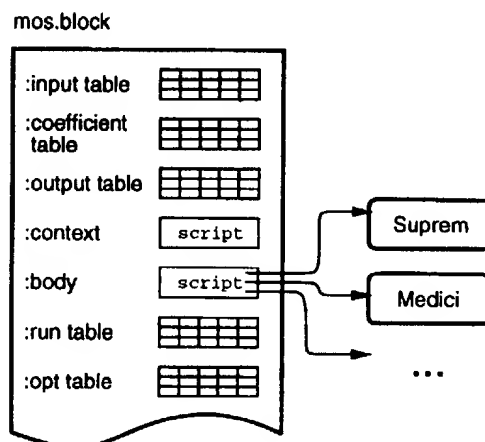 mos.block
:input table
:coefficient
table
:output table
:context script
Suprem
:body script
Medici
:run table
:opt table
...